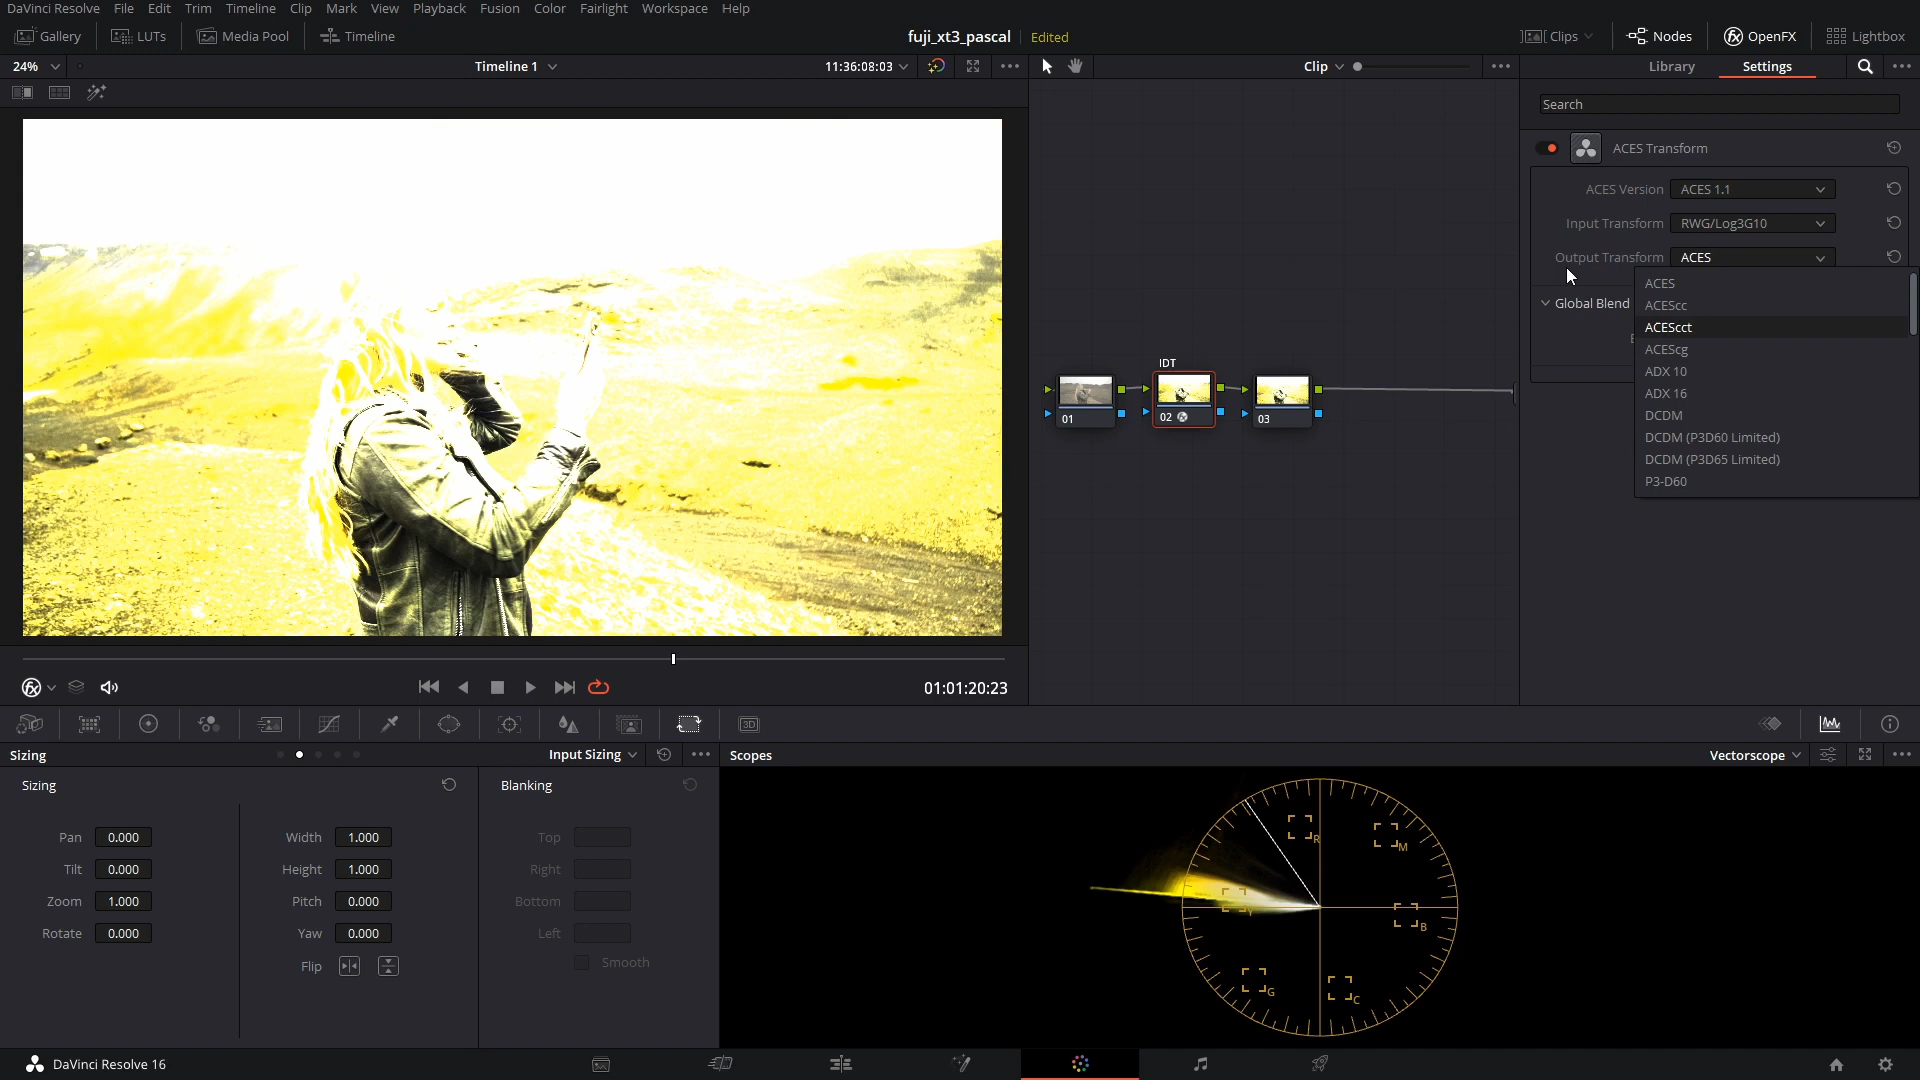 DaVinci Resolve File Edit Trim Timeline Clip Mark View Playback Fusion Color Fairlight Workspace Help
Gallery LUTs Media Pool Timeline fuji_xt3_pascal Edited Clips Nodes OpenFX Lightbox
24% Timeline 1 11:36:08:03 Clip Library Settings
Search
ACES Transform
ACES Version ACES 1.1
Input Transform RWG/Log3G10
Output Transform ACES
ACES
Global Blend
ACEScc
ACEScct
ACEScg
ADX 10
ADX 16
DCDM
DCDM (P3D60 Limited)
DCDM (P3D65 Limited)
P3-D60
IDT
01 02 03
01:01:20:23
3D
Sizing Input Sizing Scopes Vectorscope
Sizing Blanking
Pan 0.000 Width 1.000 Top
Tilt 0.000 Height 1.000 Right
Zoom 1.000 Pitch 0.000 Bottom
Rotate 0.000 Yaw 0.000 Left
Flip Smooth
R M
Y B
G C
DaVinci Resolve 16